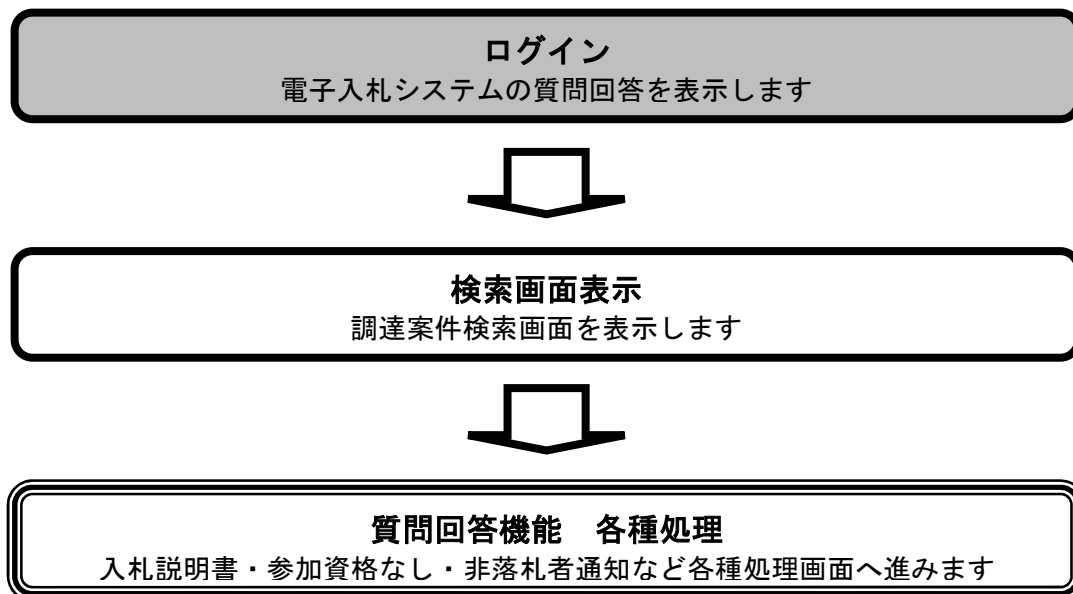 ログイン
電子入札システムの質問回答を表示します
検索画面表示
調達案件検索画面を表示します
質問回答機能　各種処理
入札説明書・参加資格なし・非落札者通知など各種処理画面へ進みます